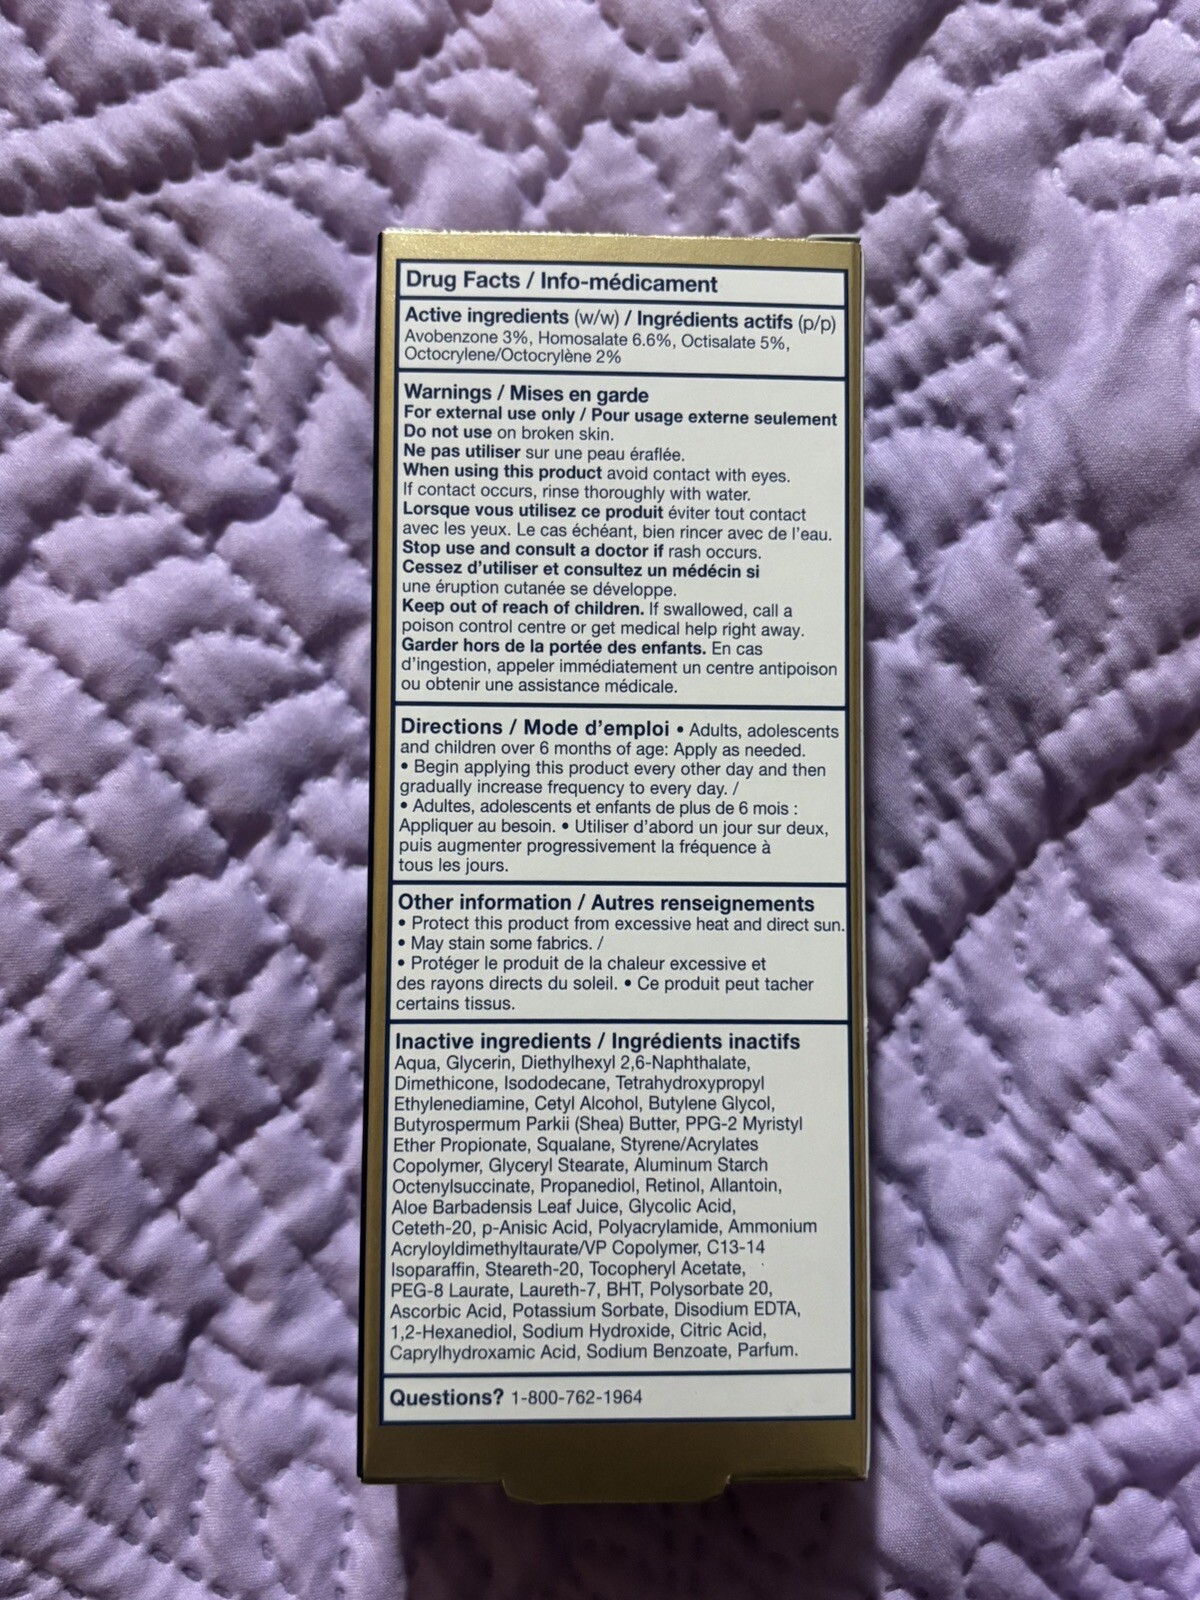 Drug Facts / Info-médicament
Active ingredients (w/w) / Ingrédients actifs (p/p)
Avobenzone 3%, Homosalate 6.6%, Octisalate 5%,
Octocrylene/Octocrylène 2%
Warnings / Mises en garde
For external use only / Pour usage externe seulement
Do not use on broken skin.
Ne pas utiliser sur une peau éraflée.
When using this product avoid contact with eyes.
If contact occurs, rinse thoroughly with water.
Lorsque vous utilisez ce produit éviter tout contact
avec les yeux. Le cas échéant, bien rincer avec de l'eau.
Stop use and consult a doctor if rash occurs.
Cessez d'utiliser et consultez un médécin si
une éruption cutanée se développe.
Keep out of reach of children. If swallowed, call a
poison control centre or get medical help right away.
Garder hors de la portée des enfants. En cas
d'ingestion, appeler immédiatement un centre antipoison
ou obtenir une assistance médicale.
Directions / Mode d'emploi • Adults, adolescents
and children over 6 months of age: Apply as needed.
• Begin applying this product every other day and then
gradually increase frequency to every day. /
• Adultes, adolescents et enfants de plus de 6 mois :
Appliquer au besoin. • Utiliser d'abord un jour sur deux,
puis augmenter progressivement la fréquence à
tous les jours.
Other information / Autres renseignements
• Protect this product from excessive heat and direct sun.
• May stain some fabrics. /
• Protéger le produit de la chaleur excessive et
des rayons directs du soleil. • Ce produit peut tacher
certains tissus.
Inactive ingredients / Ingrédients inactifs
Aqua, Glycerin, Diethylhexyl 2,6-Naphthalate,
Dimethicone, Isododecane, Tetrahydroxypropyl
Ethylenediamine, Cetyl Alcohol, Butylene Glycol,
Butyrospermum Parkii (Shea) Butter, PPG-2 Myristyl
Ether Propionate, Squalane, Styrene/Acrylates
Copolymer, Glyceryl Stearate, Aluminum Starch
Octenylsuccinate, Propanediol, Retinol, Allantoin,
Aloe Barbadensis Leaf Juice, Glycolic Acid,
Ceteth-20, p-Anisic Acid, Polyacrylamide, Ammonium
Acryloyldimethyltaurate/VP Copolymer, C13-14
Isoparaffin, Steareth-20, Tocopheryl Acetate,
PEG-8 Laurate, Laureth-7, BHT, Polysorbate 20,
Ascorbic Acid, Potassium Sorbate, Disodium EDTA,
1,2-Hexanediol, Sodium Hydroxide, Citric Acid,
Caprylhydroxamic Acid, Sodium Benzoate, Parfum.
Questions? 1-800-762-1964